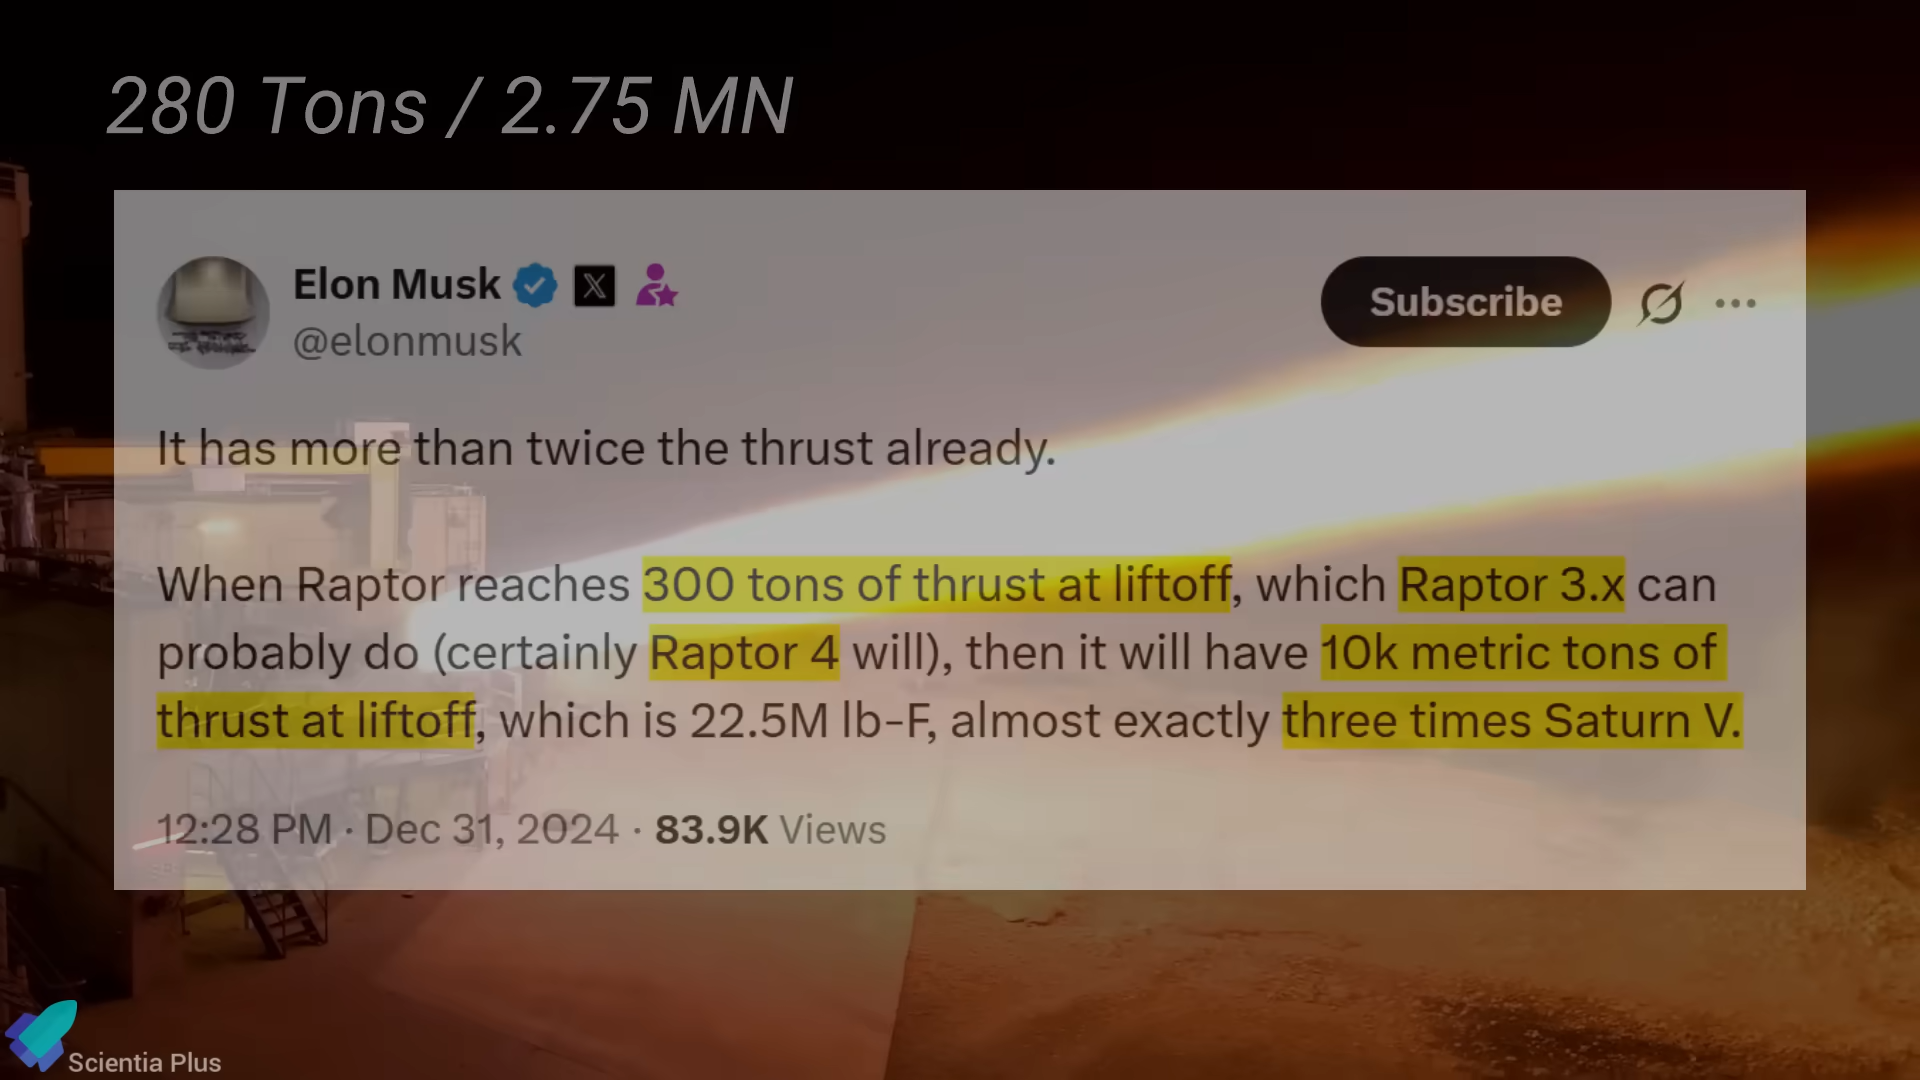 280 Tons / 2.75 MN
Elon Musk
@elonmusk
Subscribe
It has more than twice the thrust already.
When Raptor reaches 300 tons of thrust at liftoff, which Raptor 3.x can
probably do (certainly Raptor 4 will), then it will have 10k metric tons of
thrust at liftoff, which is 22.5M lb-F, almost exactly three times Saturn V.
12:28 PM · Dec 31, 2024 · 83.9K Views
Scientia Plus